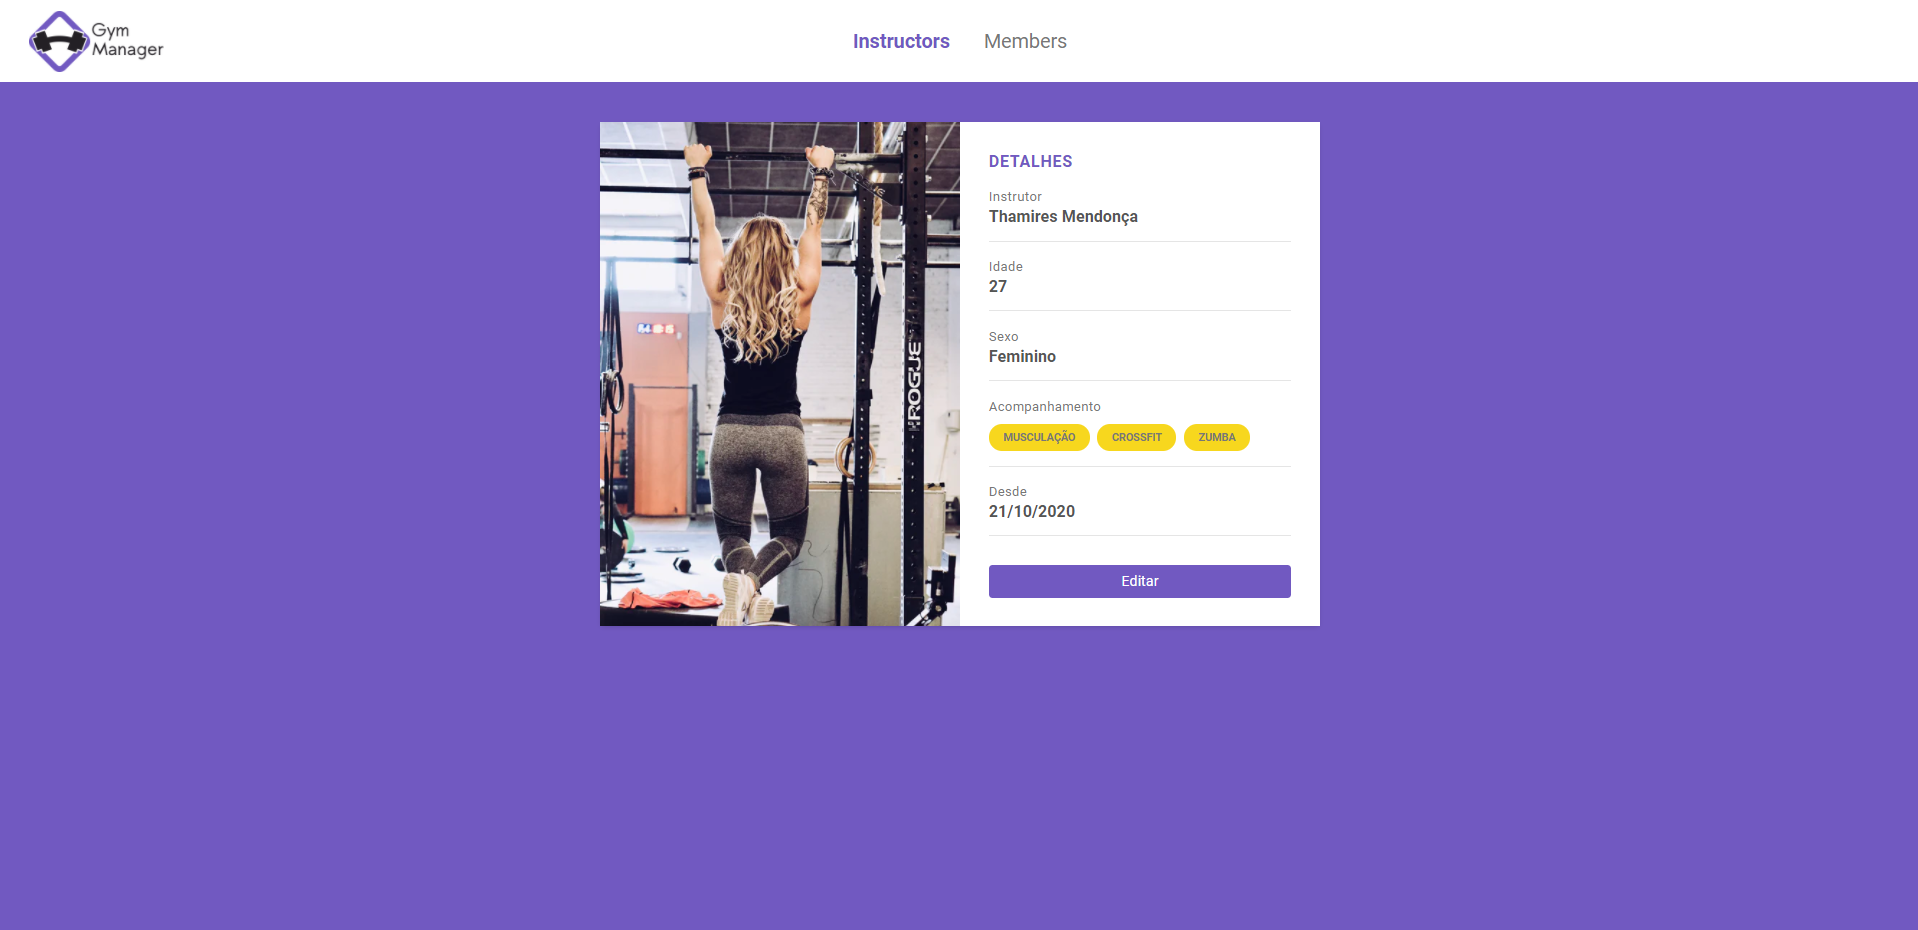 Gym
Manager
Instructors Members
ROGUE
DETALHES
Instrutor
Thamires Mendonça
Idade
27
Sexo
Feminino
Acompanhamento
MUSCULAÇÃO CROSSFIT ZUMBA
Desde
21/10/2020
Editar